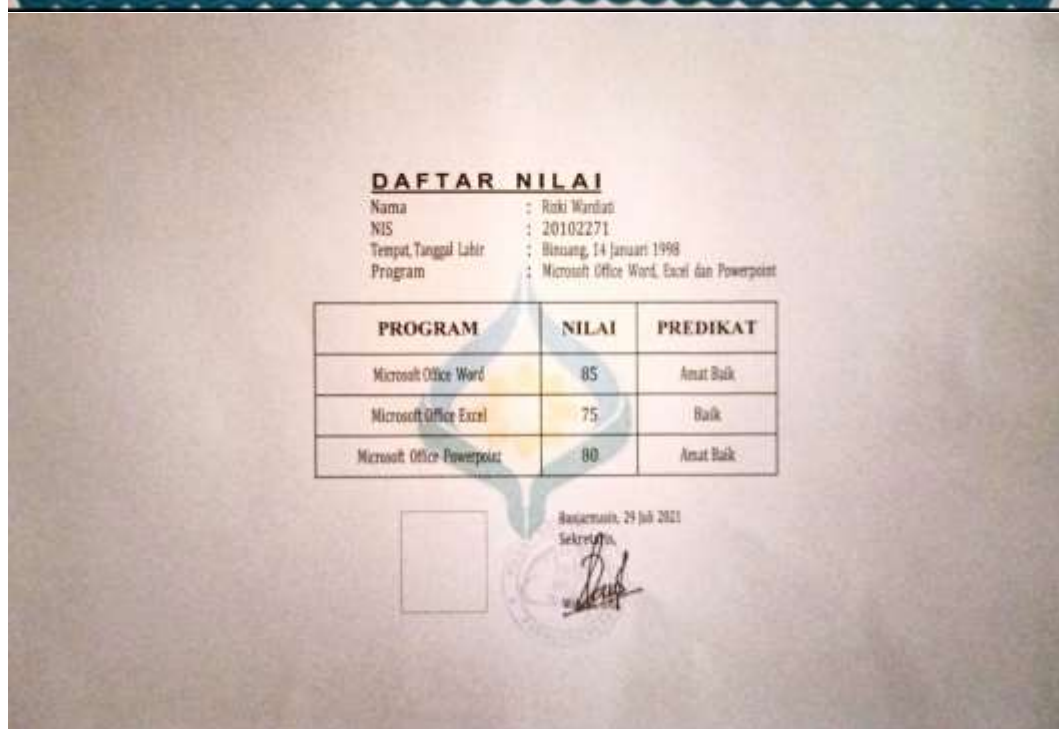 DAFTAR NILAI
Nama : Riski Wardiati
NIS : 20102271
Tempat, Tanggal Lahir : Binuang, 14 Januari 1998
Program : Microsoft Office Word, Excel dan Powerpoint
PROGRAM NILAI PREDIKAT
Microsoft Office Word 85 Amat Baik
Microsoft Office Excel 75 Baik
Microsoft Office Powerpoint 80 Amat Baik
Banjarmasin, 29 Juli 2021
Sekretaris,